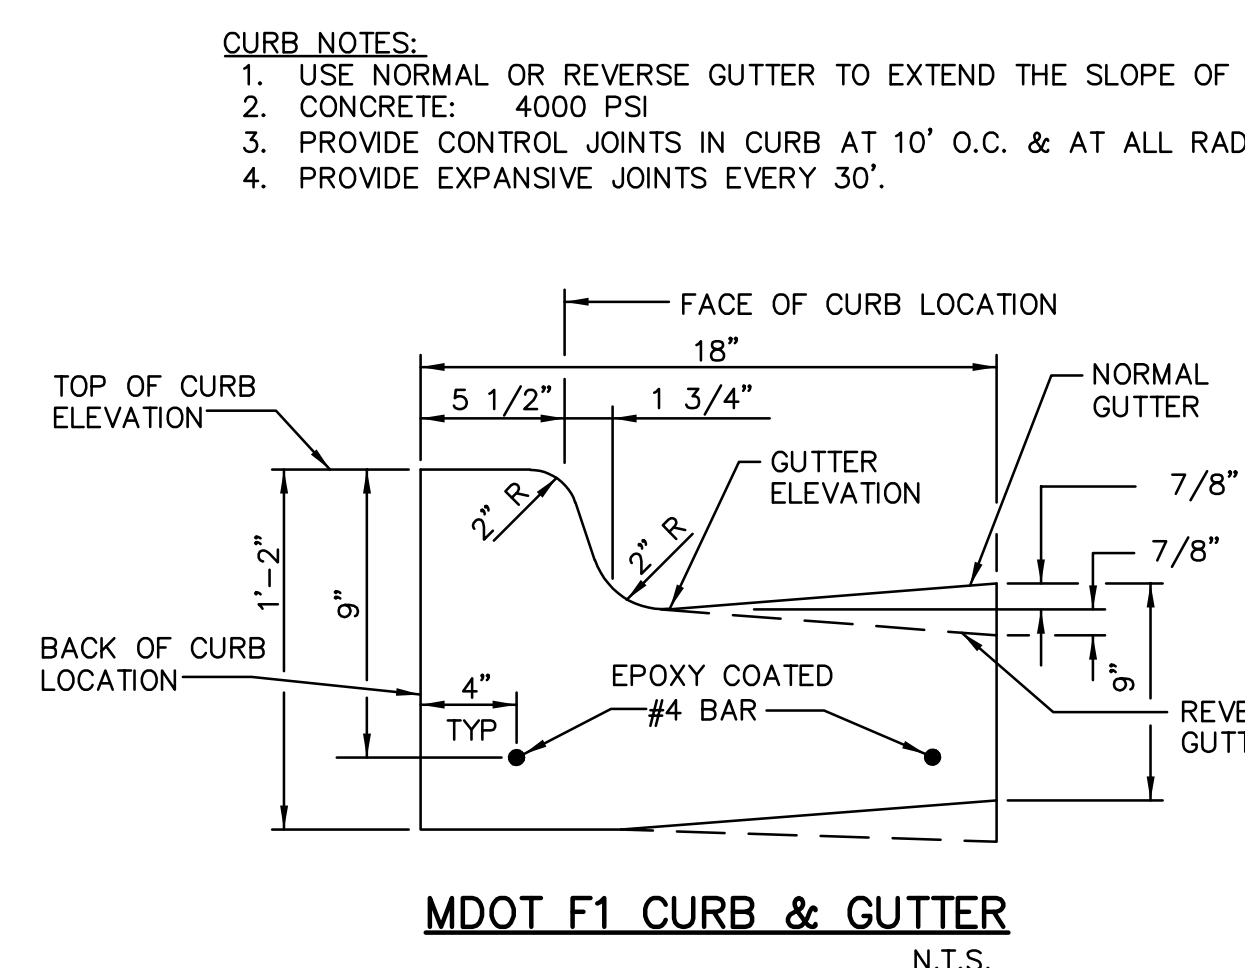 CURB NOTES:
1. USE NORMAL OR REVERSE GUTTER TO EXTEND THE SLOPE OF
2. CONCRETE: 4000 PSI
3. PROVIDE CONTROL JOINTS IN CURB AT 10' O.C. & AT ALL RAD
4. PROVIDE EXPANSIVE JOINTS EVERY 30'.
FACE OF CURB LOCATION
18"
TOP OF CURB
ELEVATION
5 1/2"
1 3/4"
NORMAL
GUTTER
GUTTER
ELEVATION
2" R
2" R
7/8"
7/8"
1'-2"
9"
BACK OF CURB
LOCATION
4"
TYP
EPOXY COATED
#4 BAR
9"
REVE
GUTT
MDOT F1 CURB & GUTTER
N.T.S.